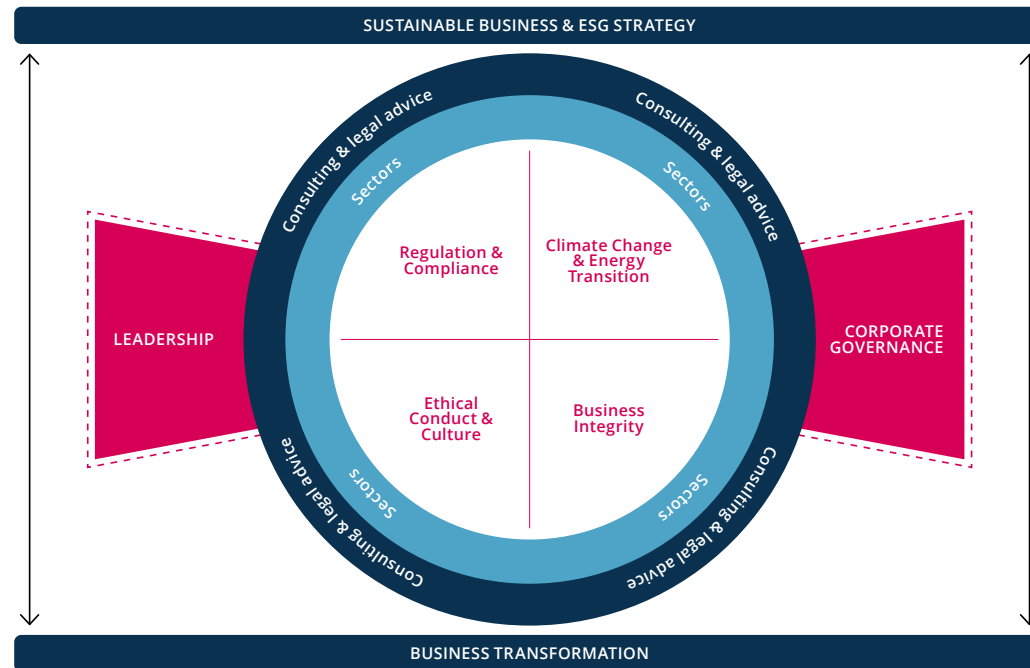 SUSTAINABLE BUSINESS & ESG STRATEGY
Consulting & legal advice
Consulting & legal advice
Sectors
Sectors
Regulation &
Compliance
Climate Change
& Energy
Transition
LEADERSHIP
CORPORATE
GOVERNANCE
Ethical
Conduct &
Culture
Business
Integrity
Sectors
Sectors
Consulting & legal advice
Consulting & legal advice
BUSINESS TRANSFORMATION